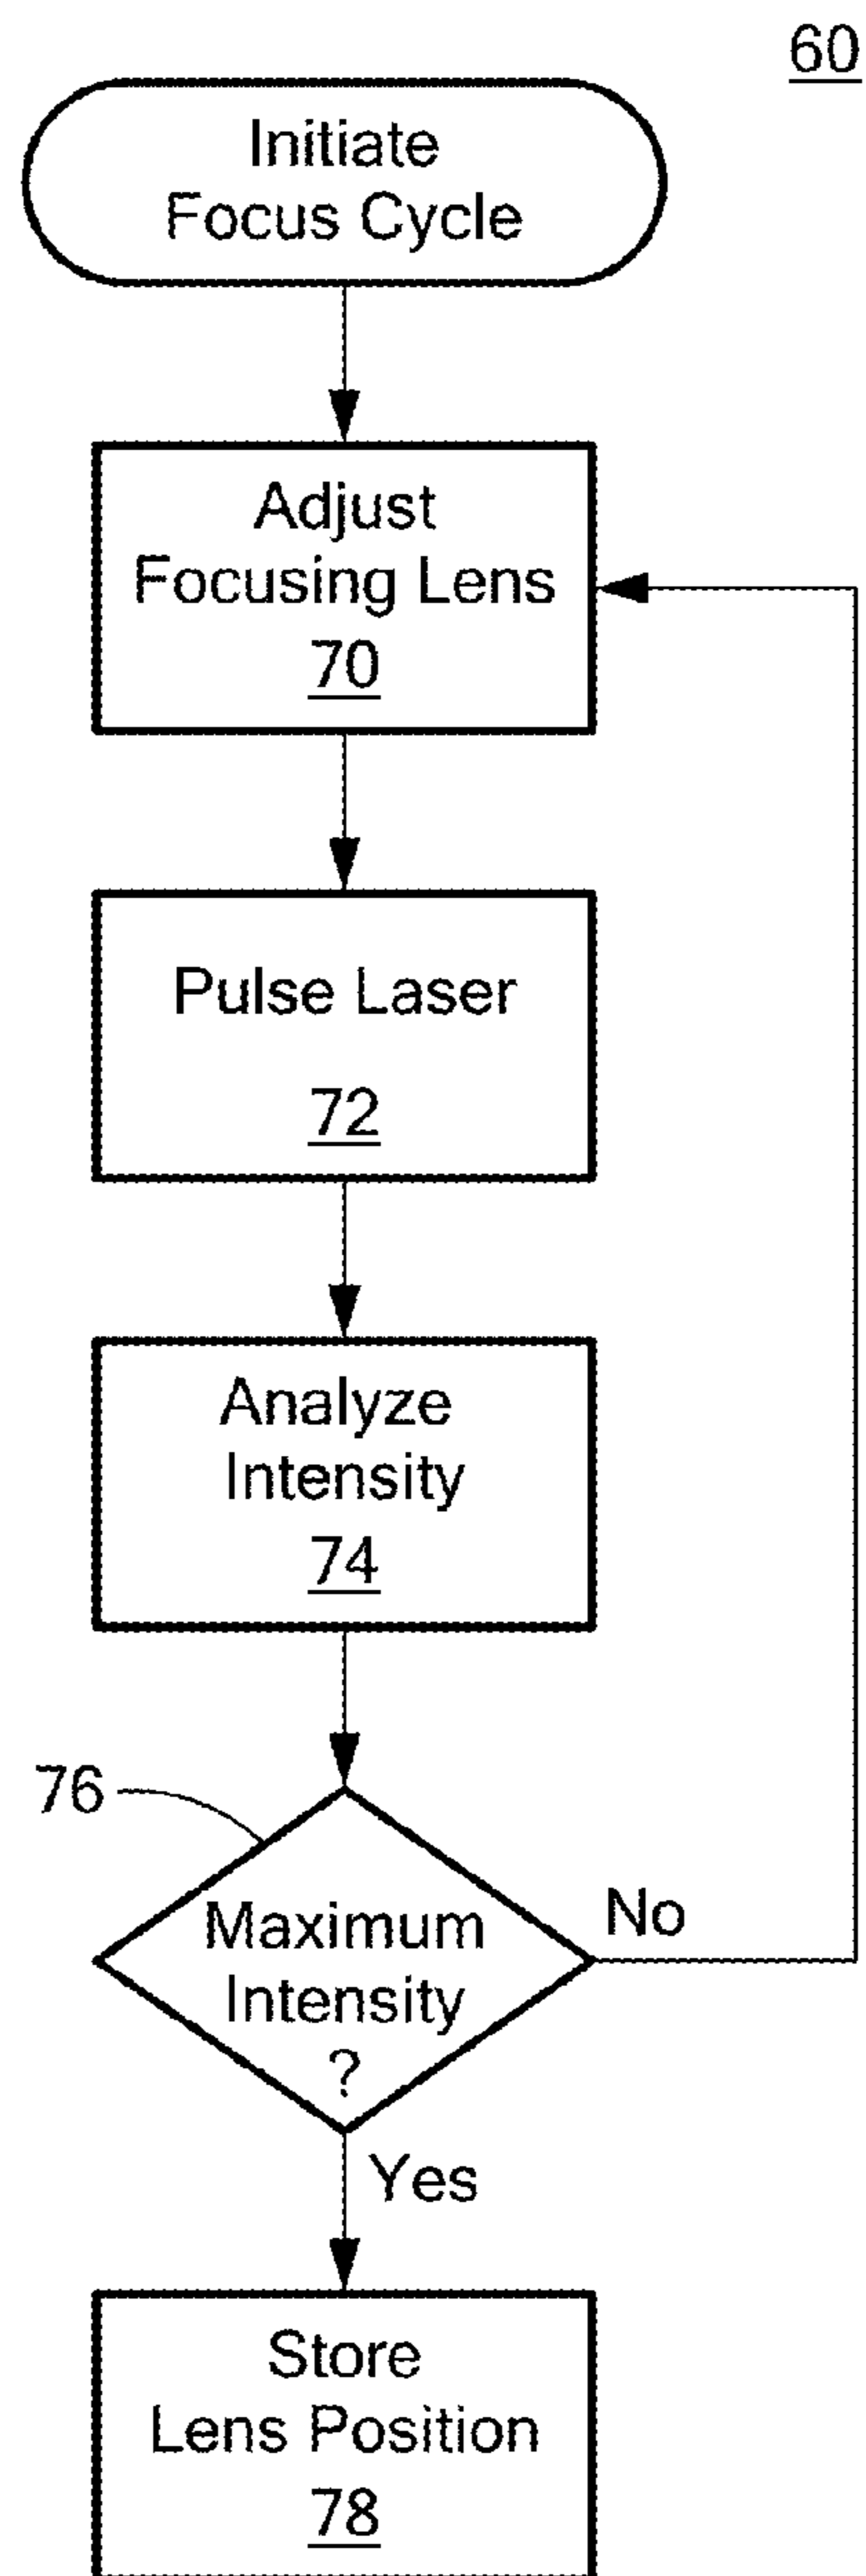 60
Initiate
Focus Cycle
Adjust
Focusing Lens
70
Pulse Laser
72
Analyze
Intensity
74
76
Maximum
Intensity
?
No
Yes
Store
Lens Position
78